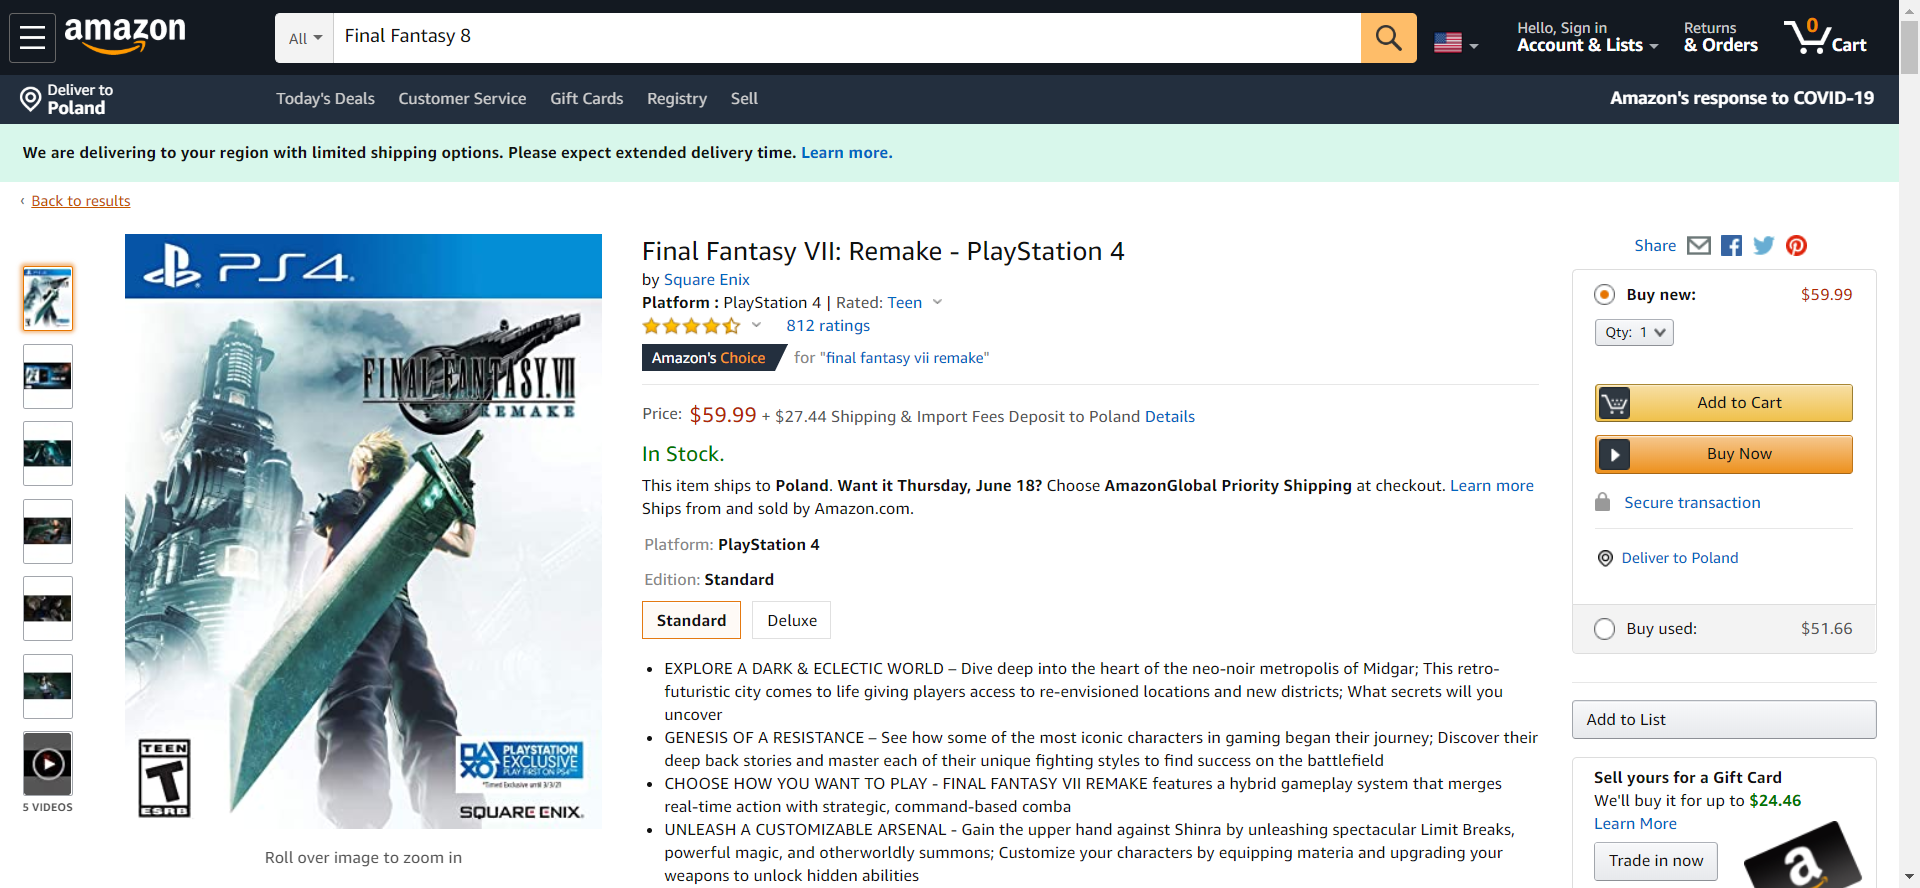 amazon
All
Final Fantasy 8
Hello, Sign in
Account & Lists
Returns
& Orders
0
Cart
Deliver to
Poland
Today's Deals
Customer Service
Gift Cards
Registry
Sell
Amazon's response to COVID-19
We are delivering to your region with limited shipping options. Please expect extended delivery time. Learn more.
‹ Back to results
5 VIDEOS
PS4
FINAL FANTASY VII
REMAKE
TEEN
T
ESRB
PLAYSTATION
EXCLUSIVE
PLAY FIRST ON PS4
*Timed Exclusive until 3/3/21
SQUARE ENIX
Roll over image to zoom in
Final Fantasy VII: Remake - PlayStation 4
by Square Enix
Platform : PlayStation 4 | Rated: Teen
812 ratings
Amazon's Choice for "final fantasy vii remake"
Price: $59.99 + $27.44 Shipping & Import Fees Deposit to Poland Details
In Stock.
This item ships to Poland. Want it Thursday, June 18? Choose AmazonGlobal Priority Shipping at checkout. Learn more
Ships from and sold by Amazon.com.
Platform: PlayStation 4
Edition: Standard
Standard
Deluxe
• EXPLORE A DARK & ECLECTIC WORLD – Dive deep into the heart of the neo-noir metropolis of Midgar; This retro-
futuristic city comes to life giving players access to re-envisioned locations and new districts; What secrets will you
uncover
• GENESIS OF A RESISTANCE – See how some of the most iconic characters in gaming began their journey; Discover their
deep back stories and master each of their unique fighting styles to find success on the battlefield
• CHOOSE HOW YOU WANT TO PLAY - FINAL FANTASY VII REMAKE features a hybrid gameplay system that merges
real-time action with strategic, command-based comba
• UNLEASH A CUSTOMIZABLE ARSENAL - Gain the upper hand against Shinra by unleashing spectacular Limit Breaks,
powerful magic, and otherworldly summons; Customize your characters by equipping materia and upgrading your
weapons to unlock hidden abilities
Share
Buy new:
$59.99
Qty: 1
Add to Cart
Buy Now
Secure transaction
Deliver to Poland
Buy used:
$51.66
Add to List
Sell yours for a Gift Card
We'll buy it for up to $24.46
Learn More
Trade in now